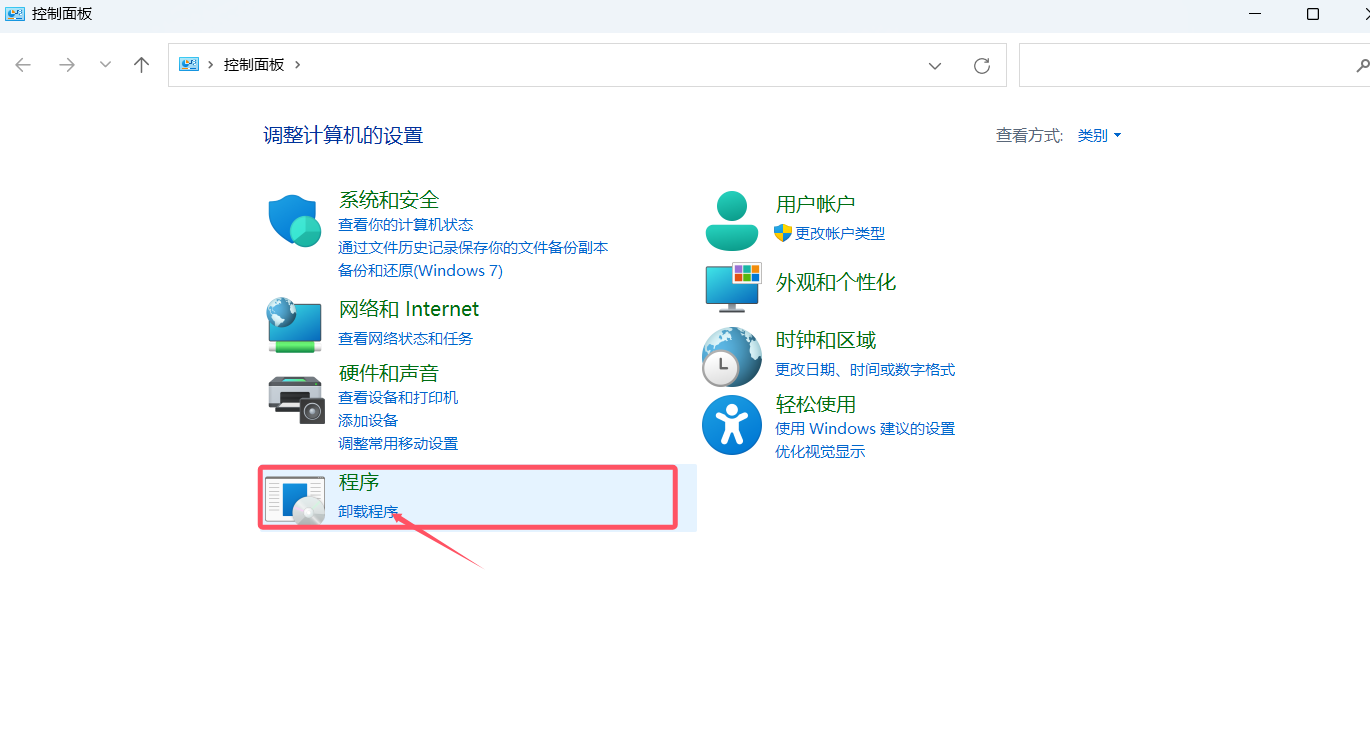 控制面板
控制面板
调整计算机的设置
查看方式: 类别
系统和安全
查看你的计算机状态
通过文件历史记录保存你的文件备份副本
备份和还原(Windows 7)
网络和 Internet
查看网络状态和任务
硬件和声音
查看设备和打印机
添加设备
调整常用移动设置
程序
卸载程序
用户帐户
更改帐户类型
外观和个性化
时钟和区域
更改日期、时间或数字格式
轻松使用
使用 Windows 建议的设置
优化视觉显示